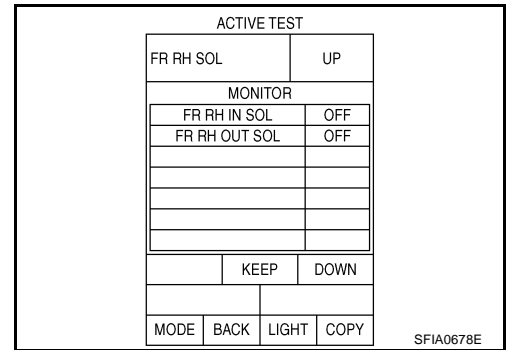 ACTIVE TEST
FR RH SOL UP
MONITOR
FR RH IN SOL OFF
FR RH OUT SOL OFF
KEEP DOWN
MODE BACK LIGHT COPY
SFIA0678E